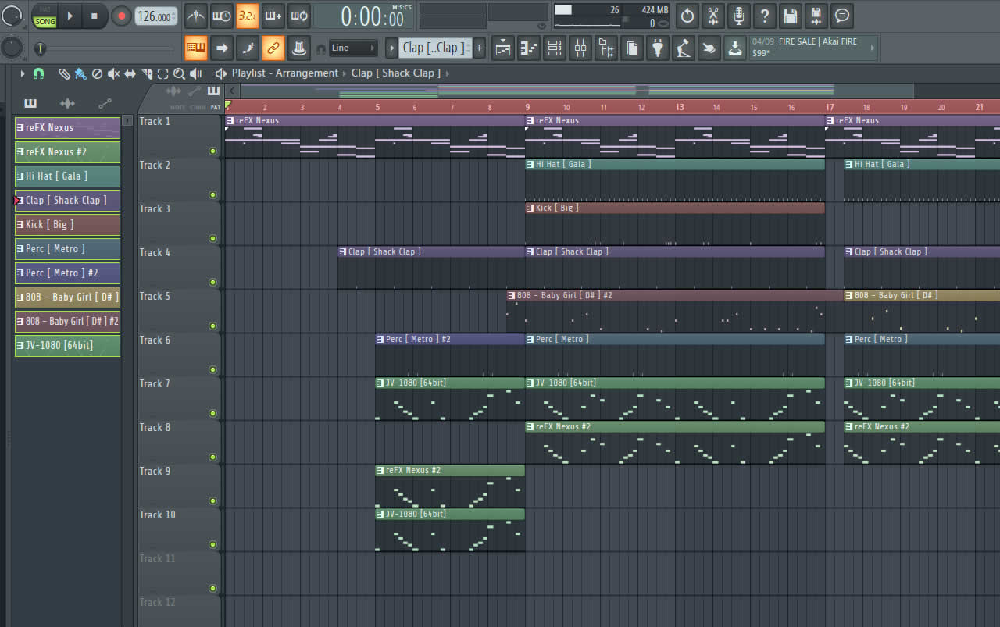 PAT
SONG
126.000
3.2.:
0:00:00
M:S:CS
26
424 MB
0
Line
Clap [..Clap ]
04/09 FIRE SALE | Akai FIRE
$99*
Playlist - Arrangement
Clap [ Shack Clap ]
NOTE CHAN PAT
2 3 4 5 6 7 8 9 10 11 12 13 14 15 16 17 18 19 20 21
reFX Nexus
reFX Nexus #2
Hi Hat [ Gala ]
Clap [ Shack Clap ]
Kick [ Big ]
Perc [ Metro ]
Perc [ Metro ] #2
808 - Baby Girl [ D# ]
808 - Baby Girl [ D# ] #2
JV-1080 [64bit]
Track 1
reFX Nexus
reFX Nexus
reFX Nexus
Track 2
Hi Hat [ Gala ]
Hi Hat [ Gala ]
Track 3
Kick [ Big ]
Track 4
Clap [ Shack Clap ]
Clap [ Shack Clap ]
Clap [ Shack Clap ]
Track 5
808 - Baby Girl [ D# ] #2
808 - Baby Girl [ D# ]
Track 6
Perc [ Metro ] #2
Perc [ Metro ]
Perc [ Metro ]
Track 7
JV-1080 [64bit]
JV-1080 [64bit]
JV-1080 [64bit]
Track 8
reFX Nexus #2
reFX Nexus #2
Track 9
reFX Nexus #2
Track 10
JV-1080 [64bit]
Track 11
Track 12